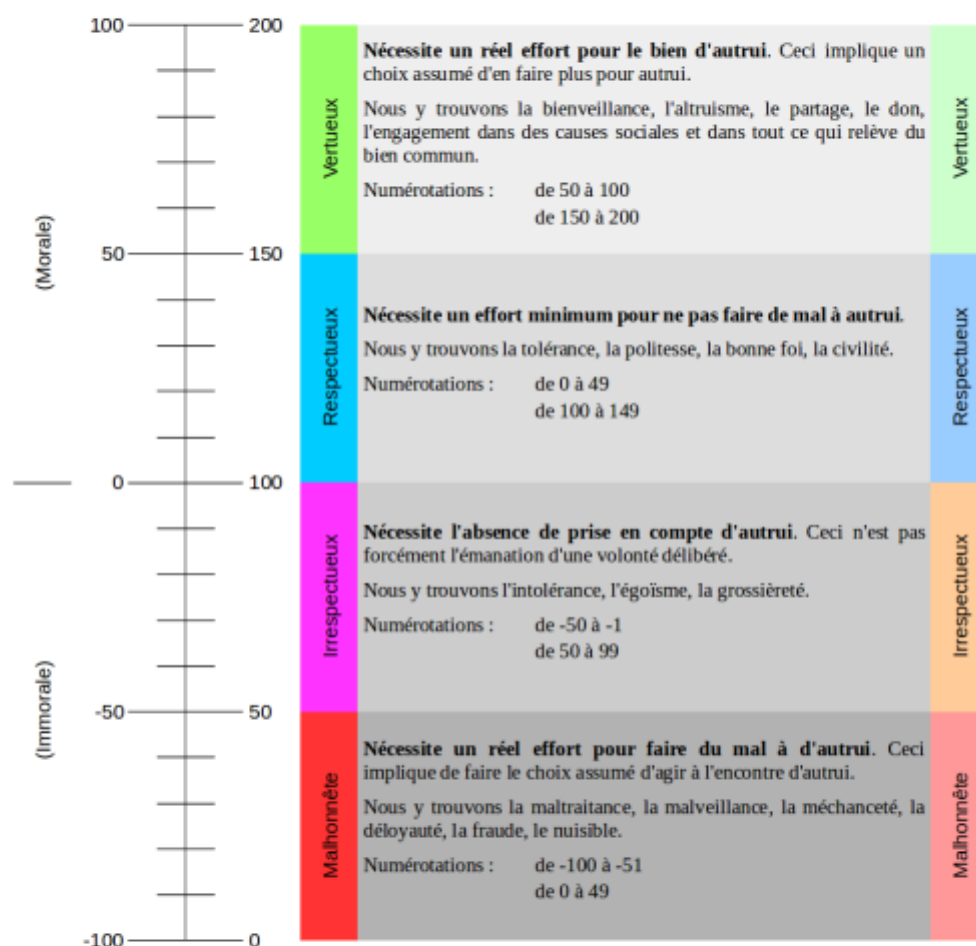 100
200
Vertueux
Nécessite un réel effort pour le bien d'autrui. Ceci implique un
choix assumé d'en faire plus pour autrui.
Nous y trouvons la bienveillance, l'altruisme, le partage, le don,
l'engagement dans des causes sociales et dans tout ce qui relève du
bien commun.
Numérotations : de 50 à 100
de 150 à 200
Vertueux
(Morale)
50
150
Respectueux
Nécessite un effort minimum pour ne pas faire de mal à autrui.
Nous y trouvons la tolérance, la politesse, la bonne foi, la civilité.
Numérotations : de 0 à 49
de 100 à 149
Respectueux
0
100
Irrespectueux
Nécessite l'absence de prise en compte d'autrui. Ceci n'est pas
forcément l'émanation d'une volonté délibéré.
Nous y trouvons l'intolérance, l'égoïsme, la grossièreté.
Numérotations : de -50 à -1
de 50 à 99
Irrespectueux
(Immorale)
-50
50
Malhonnête
Nécessite un réel effort pour faire du mal à d'autrui. Ceci
implique de faire le choix assumé d'agir à l'encontre d'autrui.
Nous y trouvons la maltraitance, la malveillance, la méchanceté, la
déloyauté, la fraude, le nuisible.
Numérotations : de -100 à -51
de 0 à 49
Malhonnête
-100
0